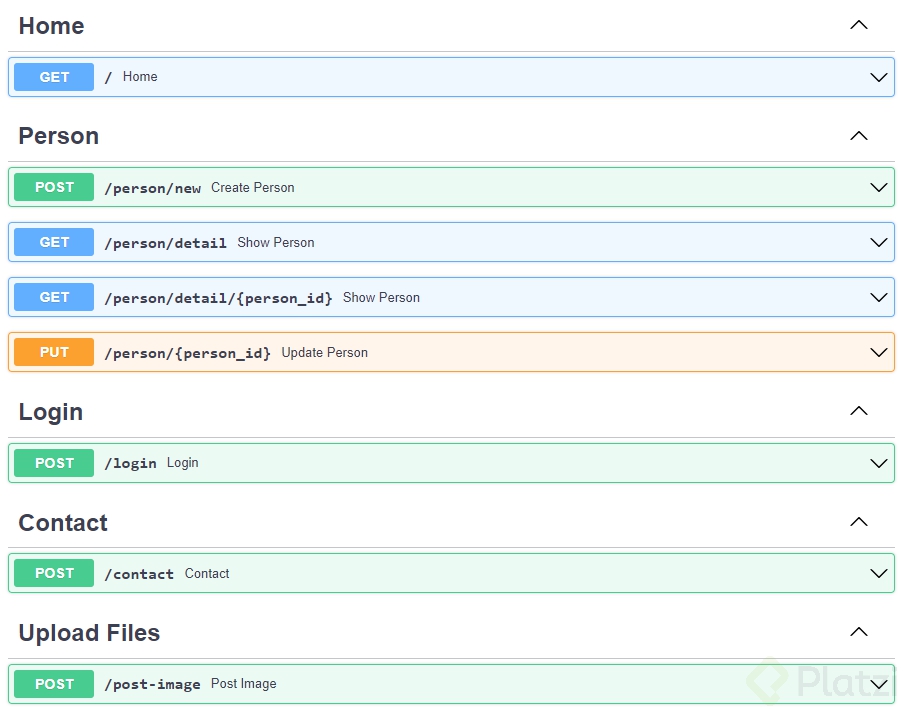 Home
GET / Home
Person
POST /person/new Create Person
GET /person/detail Show Person
GET /person/detail/{person_id} Show Person
PUT /person/{person_id} Update Person
Login
POST /login Login
Contact
POST /contact Contact
Upload Files
POST /post-image Post Image
Platzi